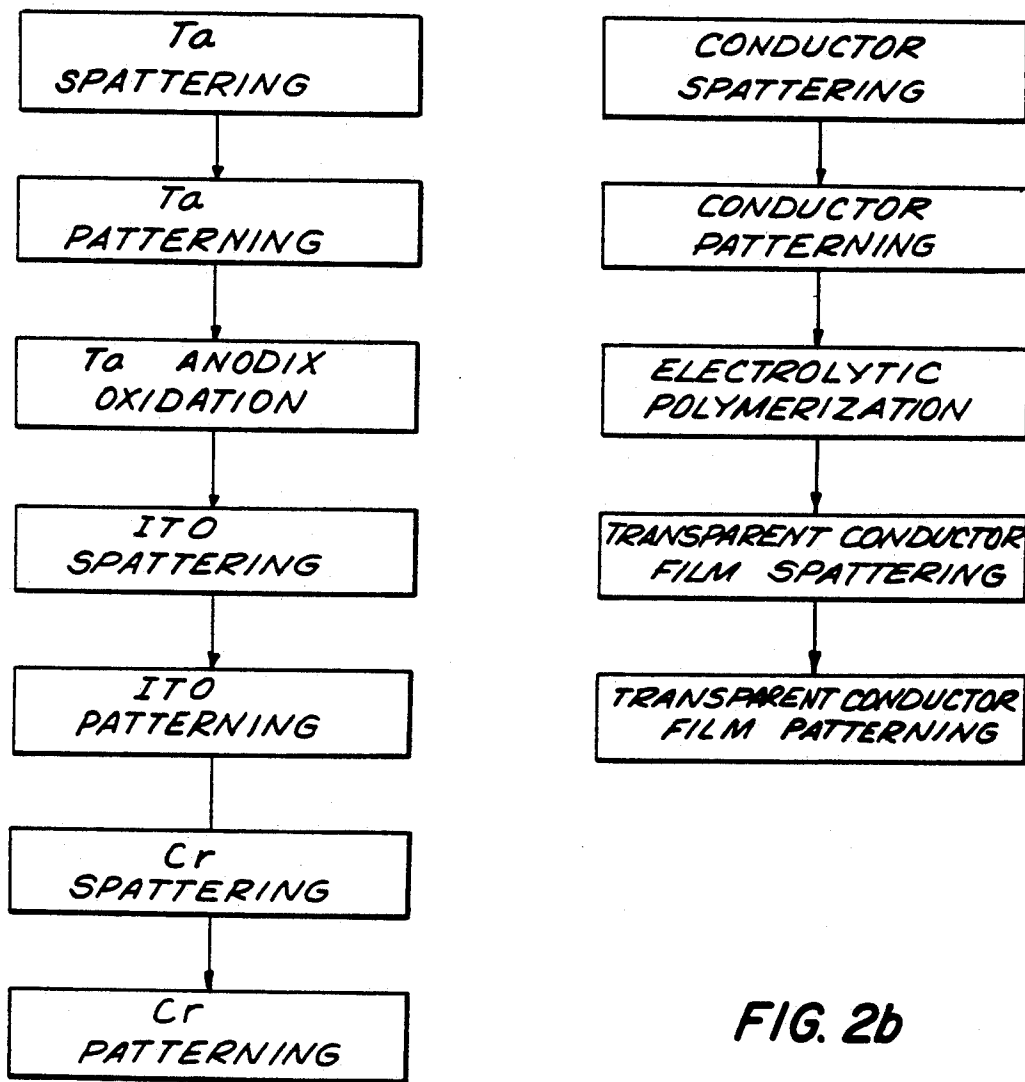 Ta
SPATTERING
Ta
PATTERNING
Ta ANODIX
OXIDATION
ITO
SPATTERING
ITO
PATTERNING
Cr
SPATTERING
Cr
PATTERNING
CONDUCTOR
SPATTERING
CONDUCTOR
PATTERNING
ELECTROLYTIC
POLYMERIZATION
TRANSPARENT CONDUCTOR
FILM SPATTERING
TRANSPARENT CONDUCTOR
FILM PATTERNING
FIG. 2b